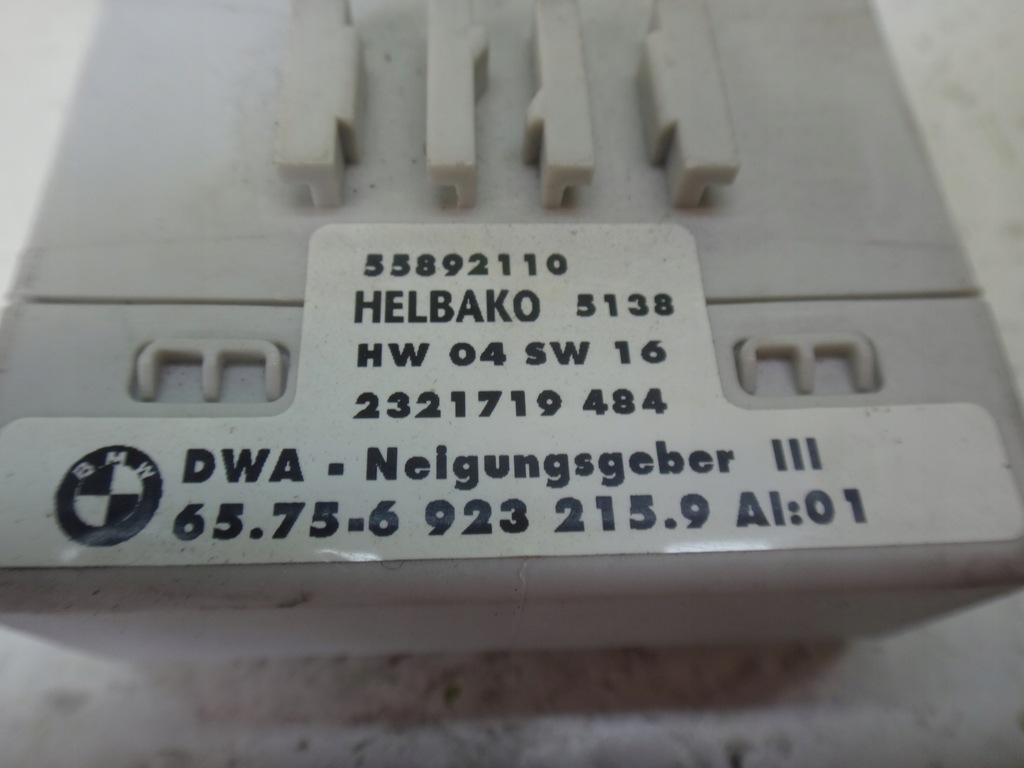 55892110
HELBAKO 5138
HW 04 SW 16
2321719 484
BMW
DWA - Neigungsgeber III
65.75-6 923 215.9 AI:01